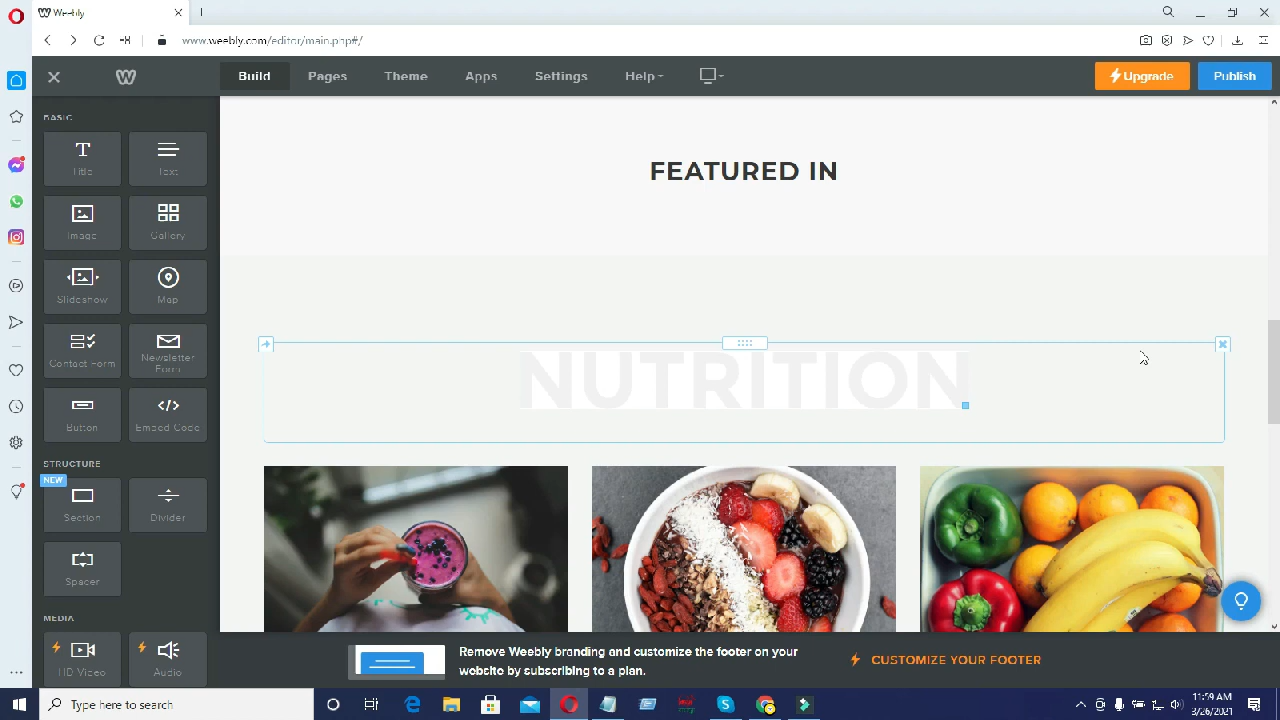 Weebly
www.weebly.com/editor/main.php#/
Build Pages Theme Apps Settings Help Upgrade Publish
BASIC
Title Text
Image Gallery
Slideshow Map
Contact Form Newsletter Form
Button Embed Code
STRUCTURE
NEW
Section Divider
Spacer
MEDIA
HD Video Audio
FEATURED IN
NUTRITION
Remove Weebly branding and customize the footer on your
website by subscribing to a plan.
CUSTOMIZE YOUR FOOTER
Type here to search
11:59 AM
3/26/2021